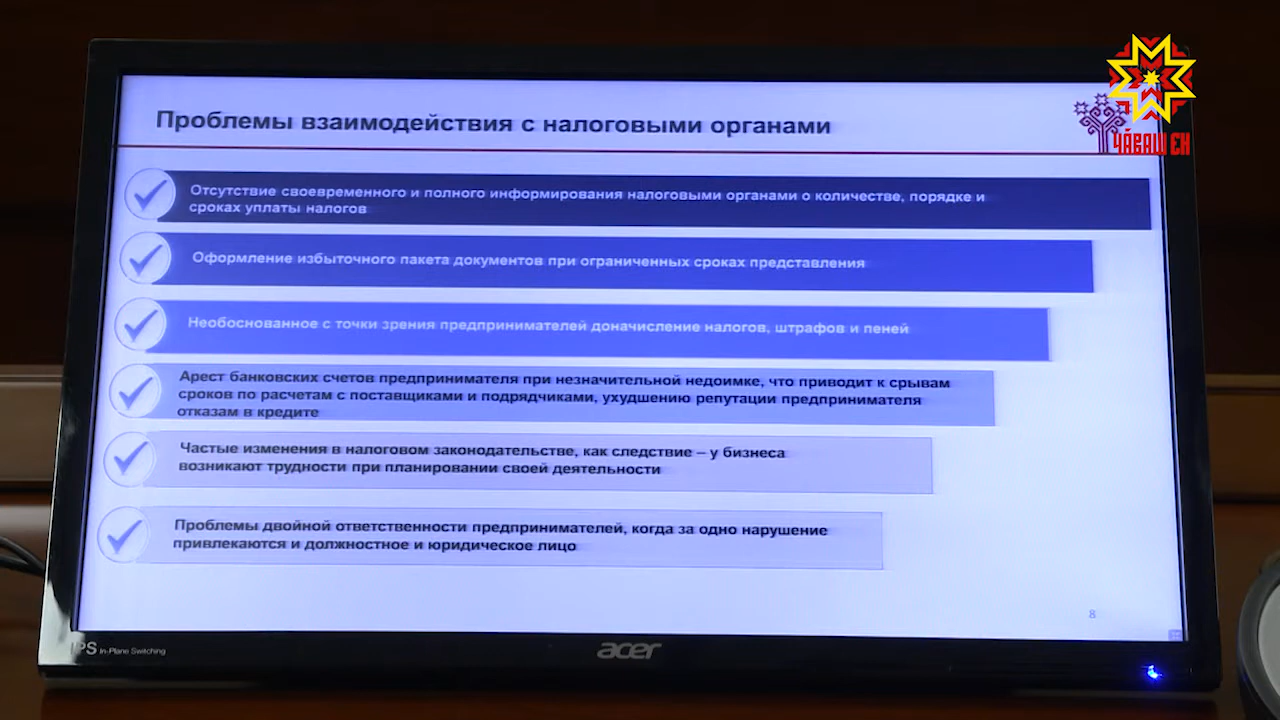 ЧĂВАШ ЕН
Проблемы взаимодействия с налоговыми органами
Отсутствие своевременного и полного информирования налоговыми органами о количестве, порядке и
сроках уплаты налогов
Оформление избыточного пакета документов при ограниченных сроках представления
Необоснованное с точки зрения предпринимателей доначисление налогов, штрафов и пеней
Арест банковских счетов предпринимателя при незначительной недоимке, что приводит к срывам
сроков по расчетам с поставщиками и подрядчиками, ухудшению репутации предпринимателя
отказам в кредите
Частые изменения в налоговом законодательстве, как следствие – у бизнеса
возникают трудности при планировании своей деятельности
Проблемы двойной ответственности предпринимателей, когда за одно нарушение
привлекаются и должностное и юридическое лицо
8
IPS In-Plane Switching
acer